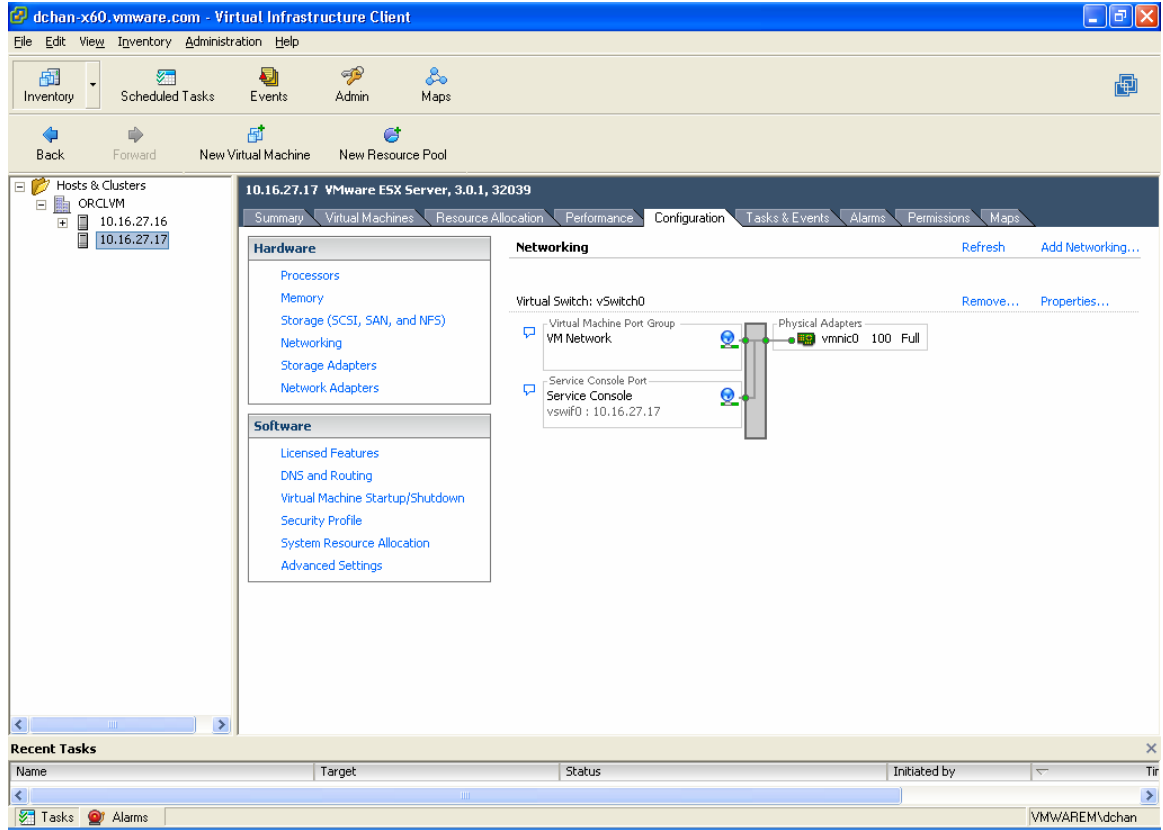 dchan-x60.vmware.com - Virtual Infrastructure Client
File Edit View Inventory Administration Help
Inventory Scheduled Tasks Events Admin Maps
Back Forward New Virtual Machine New Resource Pool
Hosts & Clusters
ORCLVM
10.16.27.16
10.16.27.17
10.16.27.17 VMware ESX Server, 3.0.1, 32039
Summary Virtual Machines Resource Allocation Performance Configuration Tasks & Events Alarms Permissions Maps
Hardware
Processors
Memory
Storage (SCSI, SAN, and NFS)
Networking
Storage Adapters
Network Adapters
Software
Licensed Features
DNS and Routing
Virtual Machine Startup/Shutdown
Security Profile
System Resource Allocation
Advanced Settings
Networking Refresh Add Networking...
Virtual Switch: vSwitch0 Remove... Properties...
Virtual Machine Port Group
VM Network
Physical Adapters
vmnic0 100 Full
Service Console Port
Service Console
vswif0 : 10.16.27.17
Recent Tasks
Name Target Status Initiated by Tir
Tasks Alarms VMWAREM\dchan